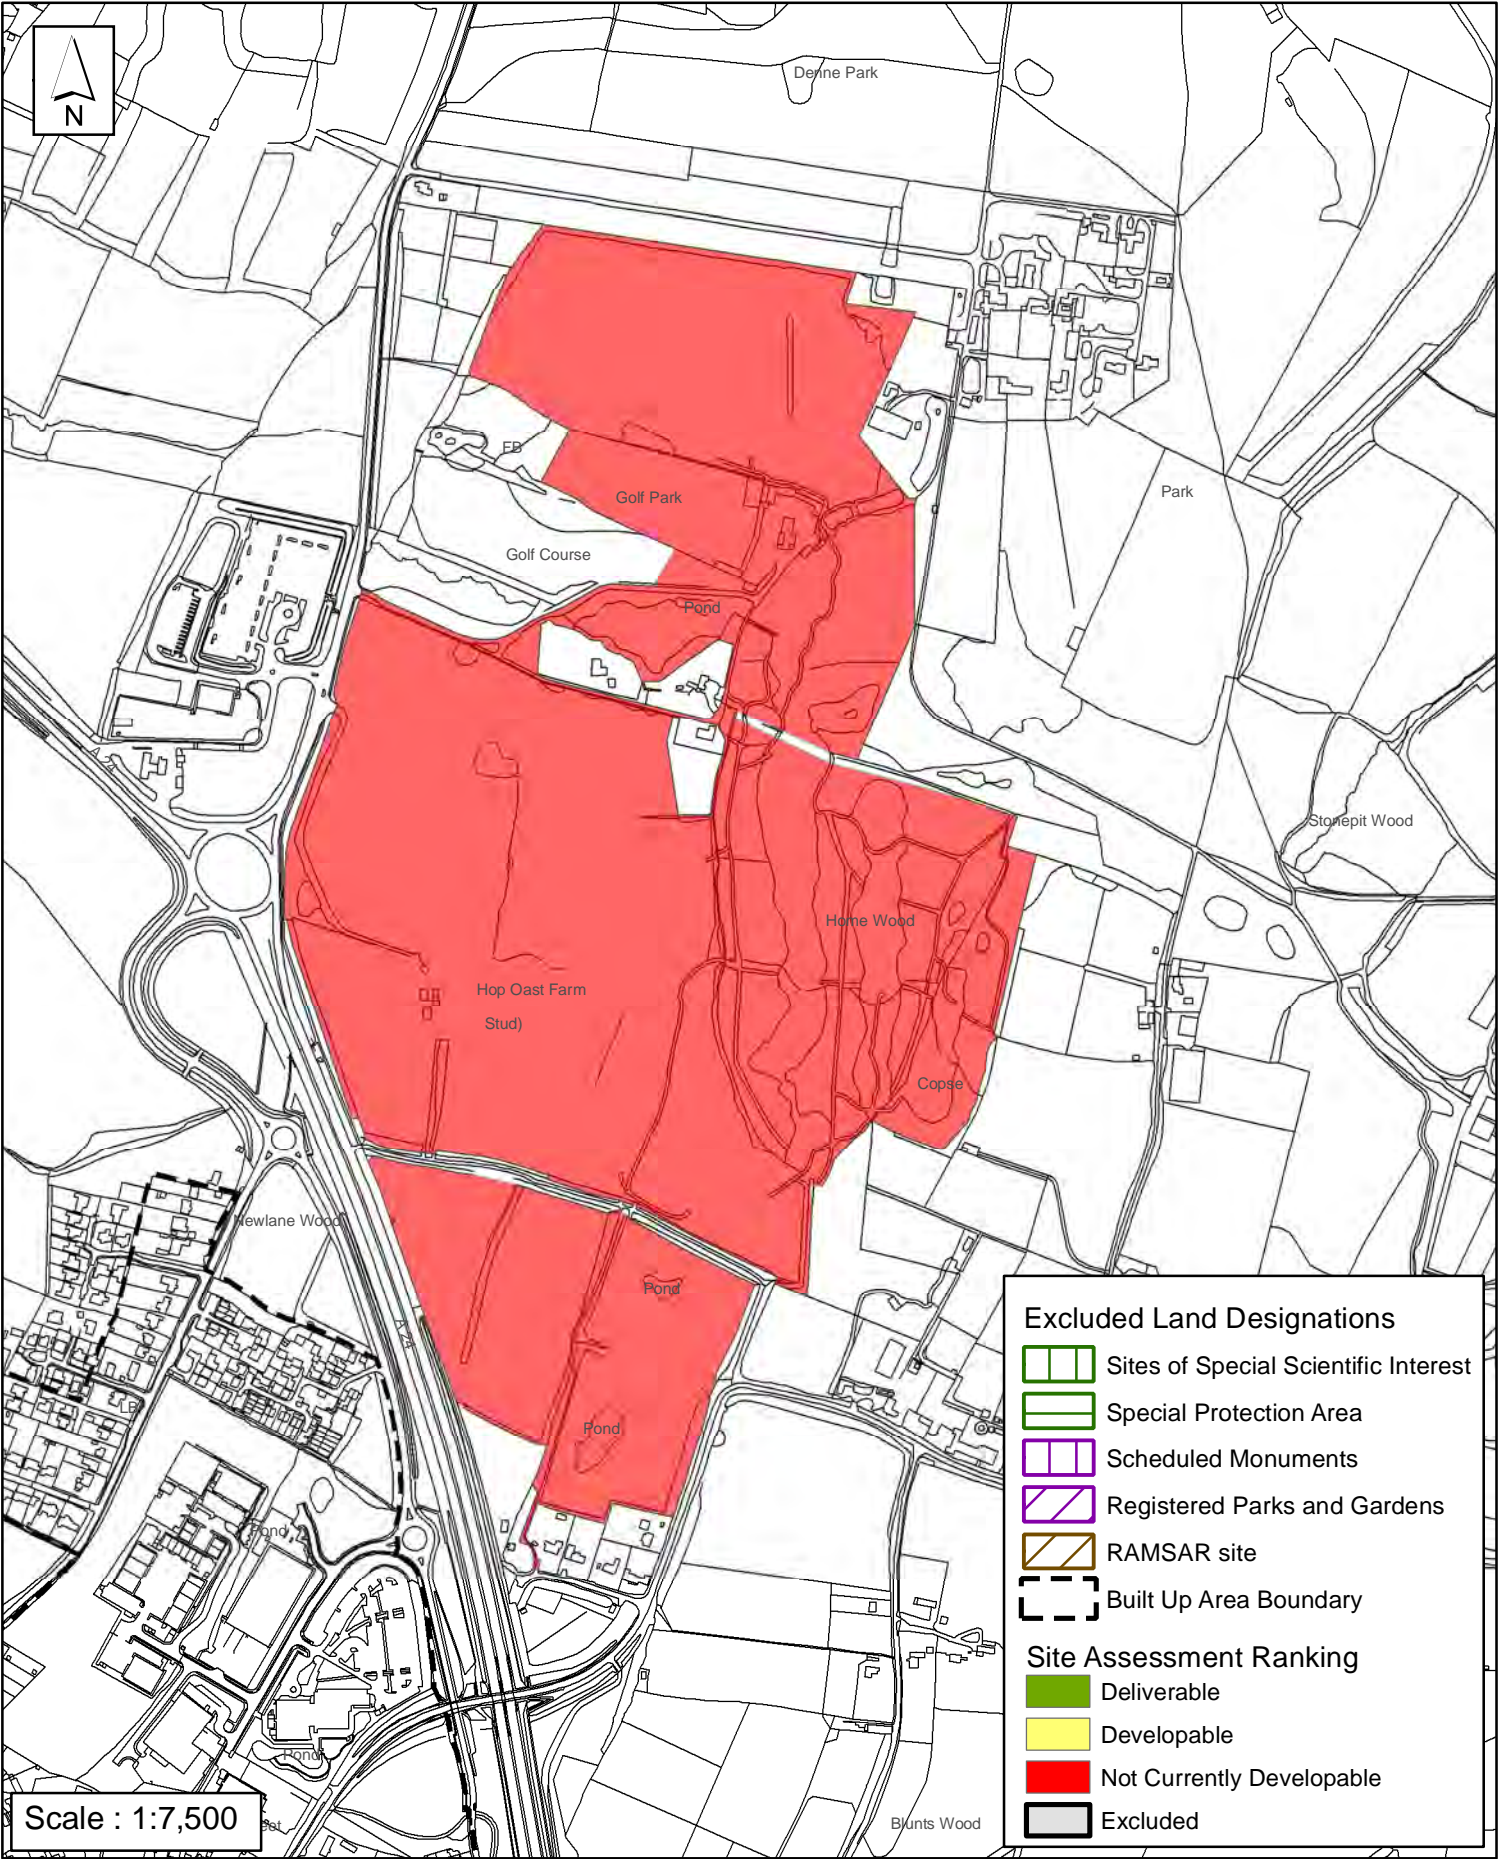 N
Denne Park
FB
Golf Park
Park
Golf Course
Pond
Stonepit Wood
Home Wood
Hop Oast Farm
Stud)
Copse
Newlane Wood
Pond
A 24
LB
Pond
Pond
Pond
Blunts Wood
Excluded Land Designations
Sites of Special Scientific Interest
Special Protection Area
Scheduled Monuments
Registered Parks and Gardens
RAMSAR site
Built Up Area Boundary
Site Assessment Ranking
Deliverable
Developable
Not Currently Developable
Excluded
Scale : 1:7,500